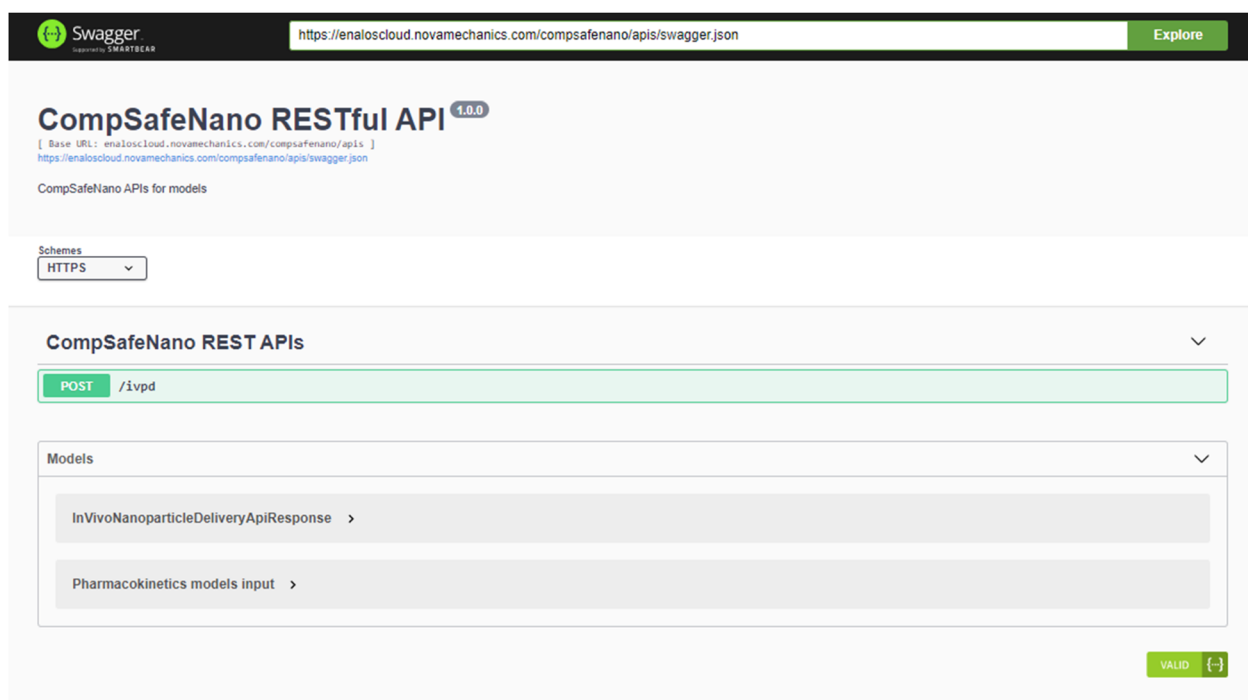 Swagger
Supported by SMARTBEAR
https://enaloscloud.novamechanics.com/compsafenano/apis/swagger.json
Explore
CompSafeNano RESTful API 1.0.0
[ Base URL: enaloscloud.novamechanics.com/compsafenano/apis ]
https://enaloscloud.novamechanics.com/compsafenano/apis/swagger.json
CompSafeNano APIs for models
Schemes
HTTPS
CompSafeNano REST APIs
POST /ivpd
Models
InVivoNanoparticleDeliveryApiResponse
Pharmacokinetics models input
VALID {...}